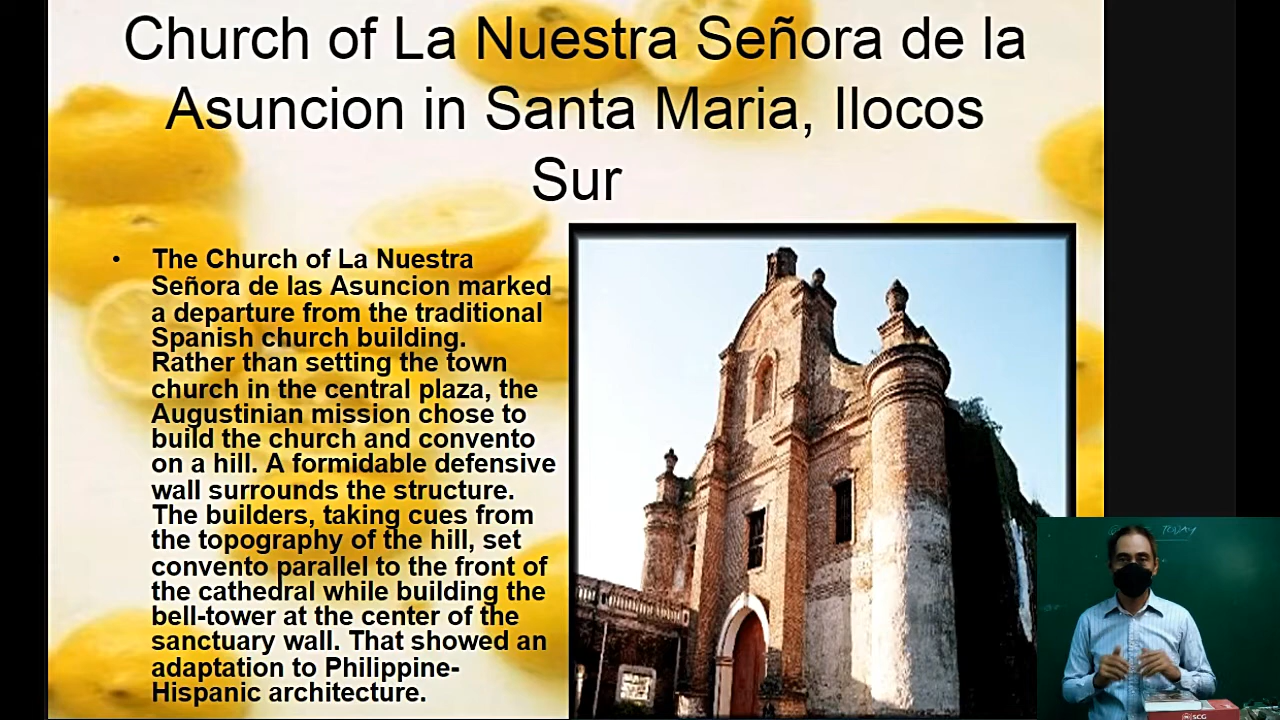 Church of La Nuestra Señora de la
Asuncion in Santa Maria, Ilocos
Sur
• The Church of La Nuestra
Señora de las Asuncion marked
a departure from the traditional
Spanish church building.
Rather than setting the town
church in the central plaza, the
Augustinian mission chose to
build the church and convento
on a hill. A formidable defensive
wall surrounds the structure.
The builders, taking cues from
the topography of the hill, set
convento parallel to the front of
the cathedral while building the
bell-tower at the center of the
sanctuary wall. That showed an
adaptation to Philippine-
Hispanic architecture.
TODAY
SCG